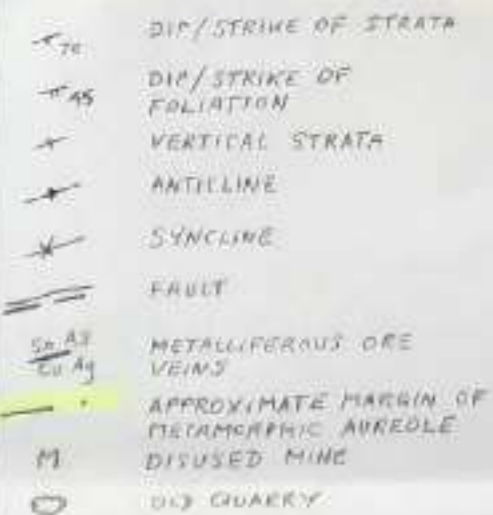 70 DIP/STRIKE OF STRATA
45 DIP/STRIKE OF
FOLIATION
VERTICAL STRATA
ANTICLINE
SYNCLINE
FAULT
Sn As METALLIFEROUS ORE
Cu Ag VEINS
APPROXIMATE MARGIN OF
METAMORPHIC AUREOLE
M DISUSED MINE
OLD QUARRY